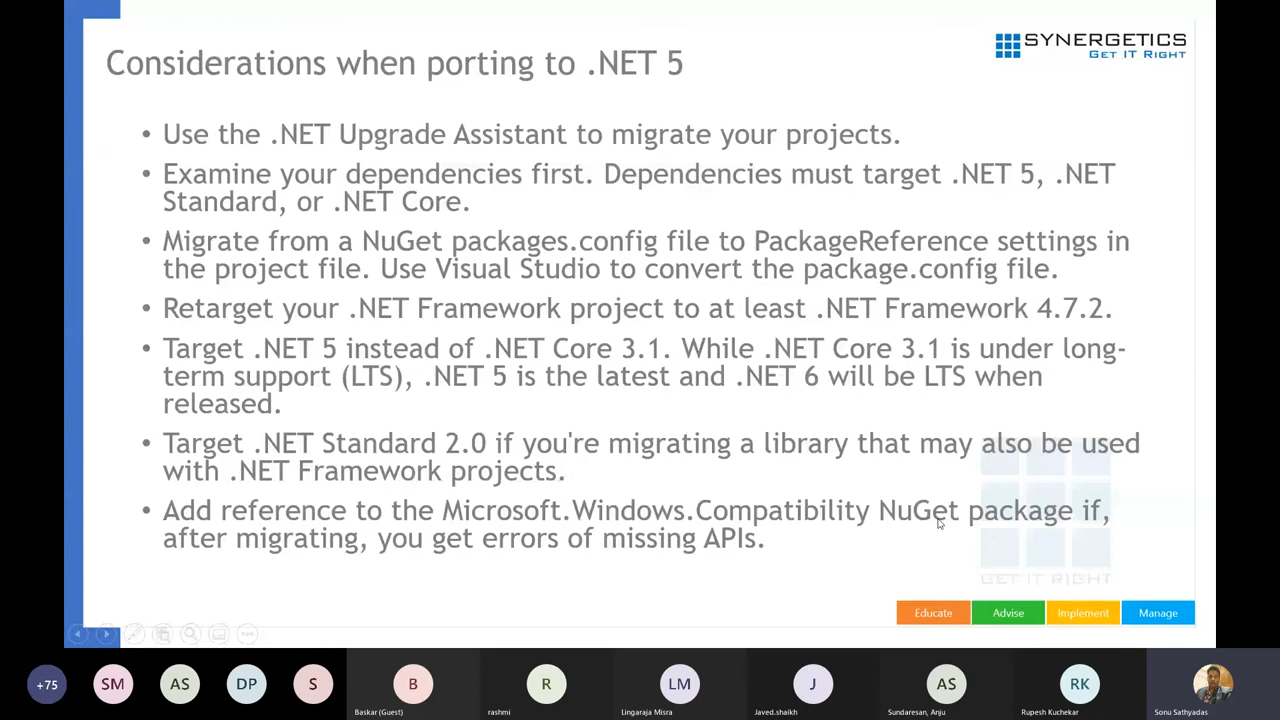 SYNERGETICS
GET IT RIGHT
Considerations when porting to .NET 5
• Use the .NET Upgrade Assistant to migrate your projects.
• Examine your dependencies first. Dependencies must target .NET 5, .NET
Standard, or .NET Core.
• Migrate from a NuGet packages.config file to PackageReference settings in
the project file. Use Visual Studio to convert the package.config file.
• Retarget your .NET Framework project to at least .NET Framework 4.7.2.
• Target .NET 5 instead of .NET Core 3.1. While .NET Core 3.1 is under long-
term support (LTS), .NET 5 is the latest and .NET 6 will be LTS when
released.
• Target .NET Standard 2.0 if you're migrating a library that may also be used
with .NET Framework projects.
• Add reference to the Microsoft.Windows.Compatibility NuGet package if,
after migrating, you get errors of missing APIs.
GET IT RIGHT
Educate Advise Implement Manage
+75 SM AS DP S B R LM J AS RK
Baskar (Guest) rashmi Lingaraja Misra Javed.shaikh Sundaresan, Anju Rupesh Kuchekar Sonu Sathyadas